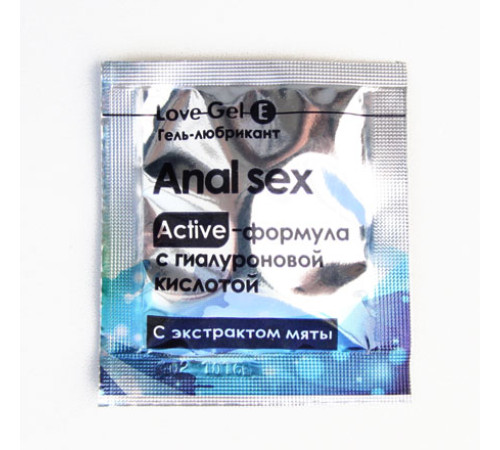 Love Gel E
Гель-любрикант
Anal sex
Active-формула
с гиалуроновой
кислотой
С экстрактом мяты